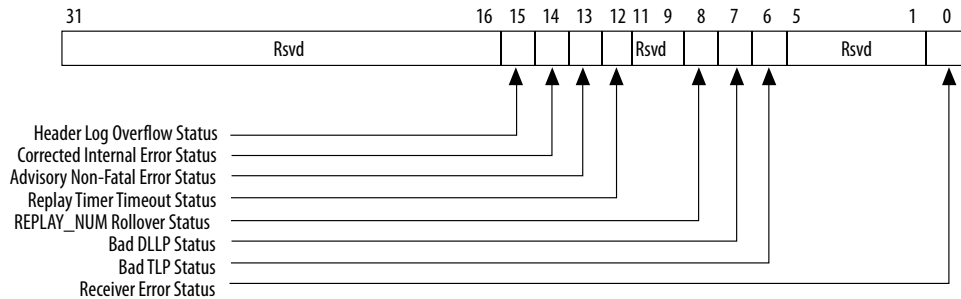 31 16 15 14 13 12 11 9 8 7 6 5 1 0
Rsvd Rsvd Rsvd
Header Log Overflow Status
Corrected Internal Error Status
Advisory Non-Fatal Error Status
Replay Timer Timeout Status
REPLAY_NUM Rollover Status
Bad DLLP Status
Bad TLP Status
Receiver Error Status